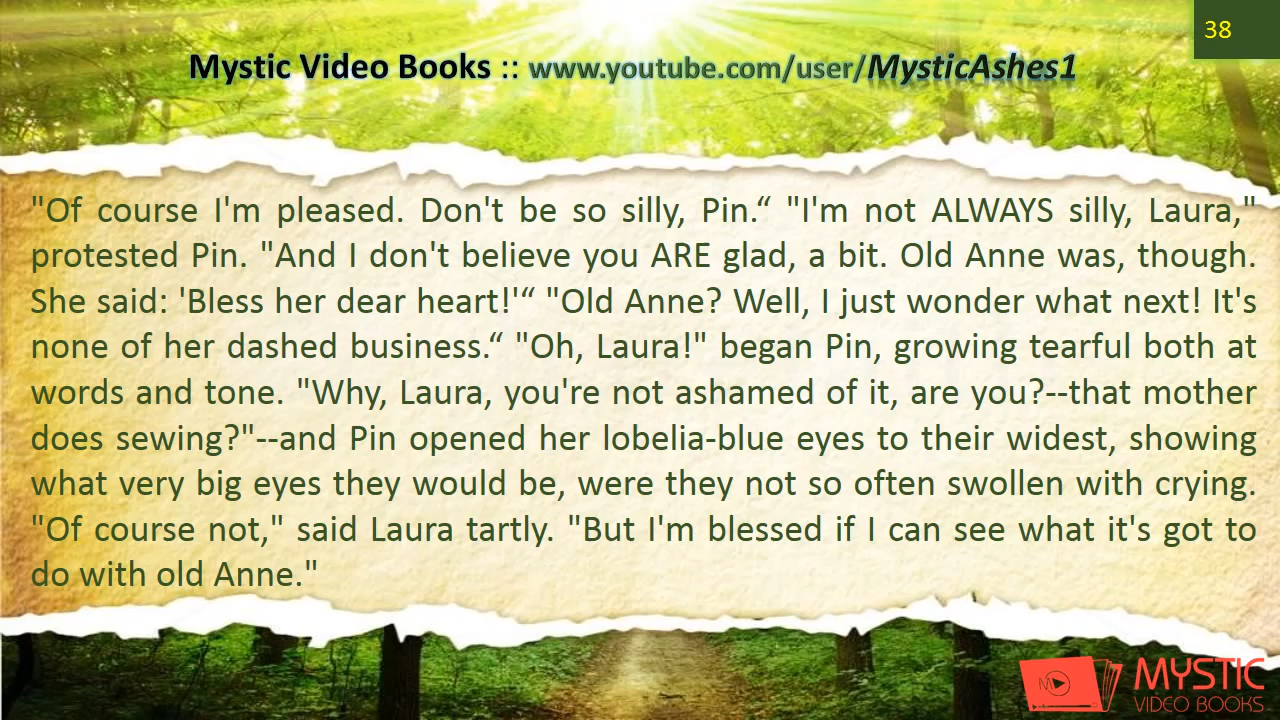 38
Mystic Video Books :: www.youtube.com/user/MysticAshes1
"Of course I'm pleased. Don't be so silly, Pin.“ "I'm not ALWAYS silly, Laura,"
protested Pin. "And I don't believe you ARE glad, a bit. Old Anne was, though.
She said: 'Bless her dear heart!'“ "Old Anne? Well, I just wonder what next! It's
none of her dashed business.“ "Oh, Laura!" began Pin, growing tearful both at
words and tone. "Why, Laura, you're not ashamed of it, are you?--that mother
does sewing?"--and Pin opened her lobelia-blue eyes to their widest, showing
what very big eyes they would be, were they not so often swollen with crying.
"Of course not," said Laura tartly. "But I'm blessed if I can see what it's got to
do with old Anne."
MYSTIC
VIDEO BOOKS